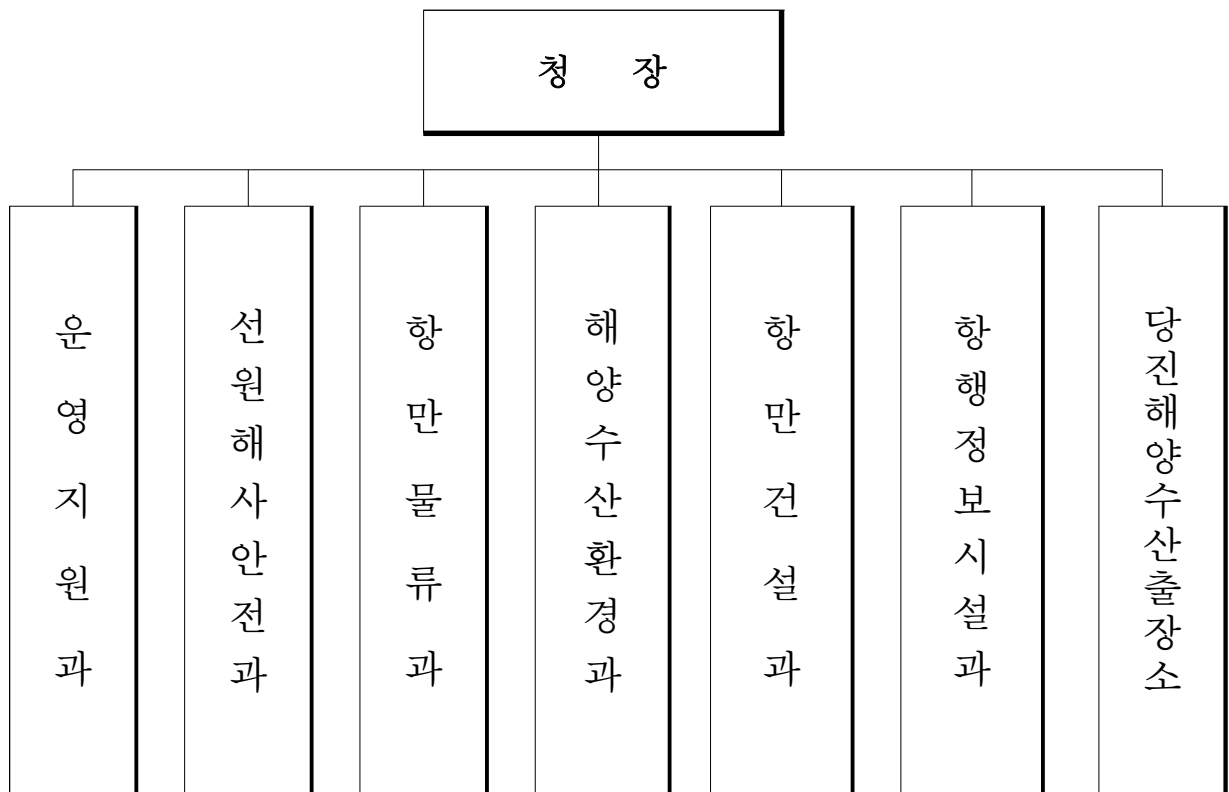 청 장
운영지원과
선원해사안전과
항만물류과
해양수산환경과
항만건설과
항행정보시설과
당진해양수산출장소